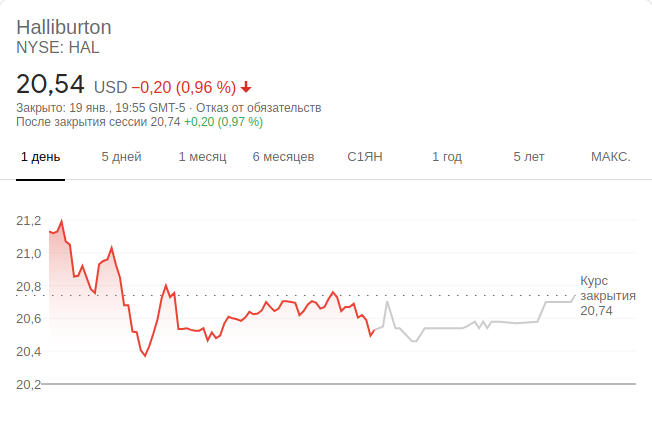 Halliburton
NYSE: HAL
20,54 USD −0,20 (0,96 %)
Закрыто: 19 янв., 19:55 GMT-5 · Отказ от обязательств
После закрытия сессии 20,74 +0,20 (0,97 %)
1 день 5 дней 1 месяц 6 месяцев С1ЯН 1 год 5 лет МАКС.
21,2
21,0
20,8
20,6
20,4
20,2
Курс
закрытия
20,74